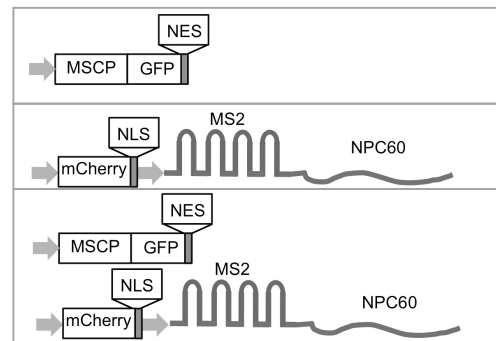 NES
MSCP GFP
MS2
NLS
NPC60
mCherry
NES
MSCP GFP
MS2
NLS
NPC60
mCherry